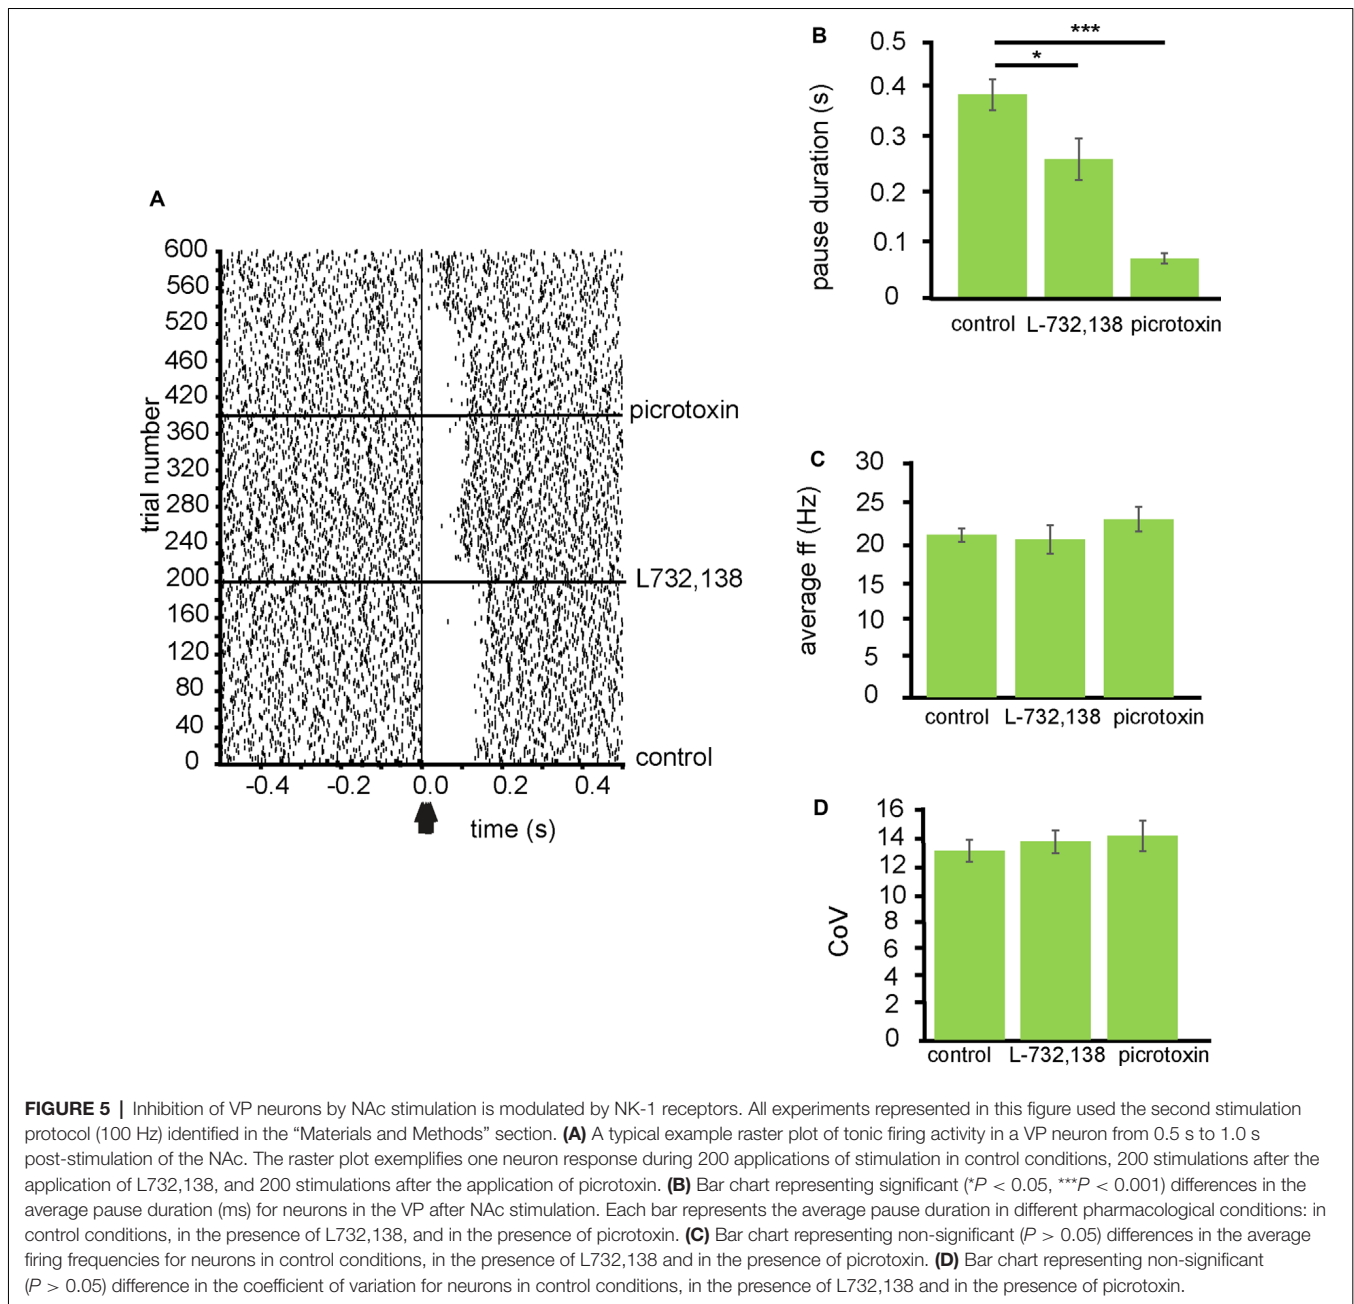 A
600
560
520
460
420
360
320
280
240
200
160
120
80
40
0
trial number
picrotoxin
L732,138
control
-0.4 -0.2 0.0 0.2 0.4
time (s)
B
***
*
0.5
0.4
0.3
0.2
0.1
0
pause duration (s)
control L-732,138 picrotoxin
C
30
25
20
15
10
5
0
average ff (Hz)
control L-732,138 picrotoxin
D
16
14
12
10
8
6
4
2
0
CoV
control L-732,138 picrotoxin
FIGURE 5 | Inhibition of VP neurons by NAc stimulation is modulated by NK-1 receptors. All experiments represented in this figure used the second stimulation
protocol (100 Hz) identified in the “Materials and Methods” section. (A) A typical example raster plot of tonic firing activity in a VP neuron from 0.5 s to 1.0 s
post-stimulation of the NAc. The raster plot exemplifies one neuron response during 200 applications of stimulation in control conditions, 200 stimulations after the
application of L732,138, and 200 stimulations after the application of picrotoxin. (B) Bar chart representing significant (*P < 0.05, ***P < 0.001) differences in the
average pause duration (ms) for neurons in the VP after NAc stimulation. Each bar represents the average pause duration in different pharmacological conditions: in
control conditions, in the presence of L732,138, and in the presence of picrotoxin. (C) Bar chart representing non-significant (P > 0.05) differences in the average
firing frequencies for neurons in control conditions, in the presence of L732,138 and in the presence of picrotoxin. (D) Bar chart representing non-significant
(P > 0.05) difference in the coefficient of variation for neurons in control conditions, in the presence of L732,138 and in the presence of picrotoxin.